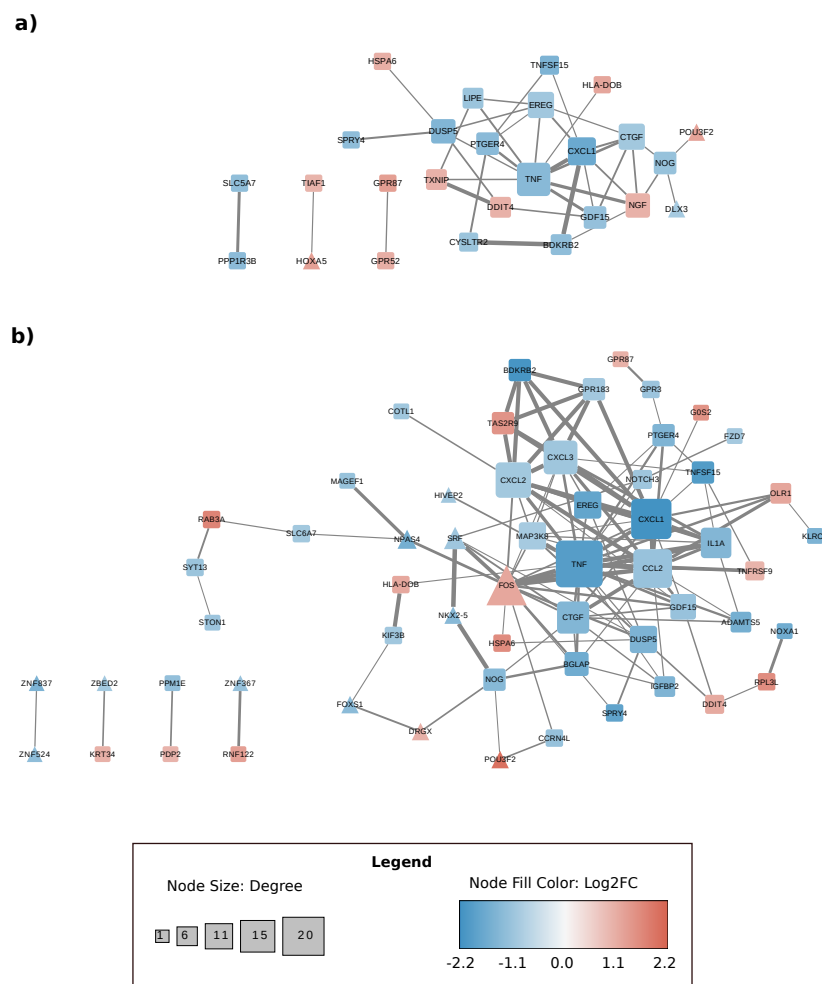 a)
HSPA6
TNFSF15
HLA-DOB
LIPE
EREG
DUSP5
CTGF
POU3F2
SPRY4
PTGER4
CXCL1
NOG
SLC5A7
TIAF1
GPR87
TXNIP
TNF
DDIT4
NGF
DLX3
GDF15
CYSLTR2
BDKRB2
PPP1R3B
HOXA5
GPR52
b)
GPR87
BDKRB2
GPR183
GPR3
COTL1
TAS2R9
G0S2
PTGER4
FZD7
CXCL3
TNFSF15
MAGEF1
CXCL2
NOTCH3
HIVEP2
OLR1
EREG
RAB3A
CXCL1
SLC6A7
NPAS4
SRF
MAP3K8
KLRC
IL1A
SYT13
TNF
CCL2
TNFRSF9
HLA-DOB
FOS
GDF15
STON1
NKX2-5
CTGF
ADAMTS5
NOXA1
KIF3B
HSPA6
DUSP5
BGLAP
ZNF837
ZBED2
PPM1E
ZNF367
NOG
IGFBP2
RPL3L
FOXS1
DDIT4
SPRY4
DRGX
CCRN4L
ZNF524
KRT34
PDP2
RNF122
POU3F2
Legend
Node Size: Degree
Node Fill Color: Log2FC
1 6 11 15 20
-2.2 -1.1 0.0 1.1 2.2